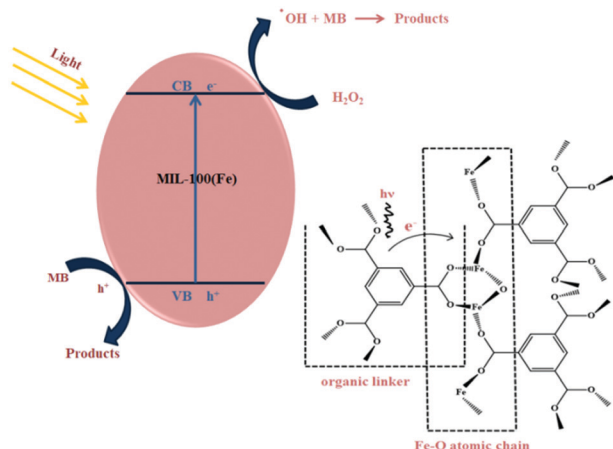 •OH + MB → Products
Light
CB e⁻
H₂O₂
MIL-100(Fe)
MB h⁺
VB h⁺
Products
hν
e⁻
Fe
O
O
O
O
O
O
O
Fe
O
O
O
O
Fe
O
O
O
O
O
O
O
O
Fe
O
O
organic linker
Fe-O atomic chain